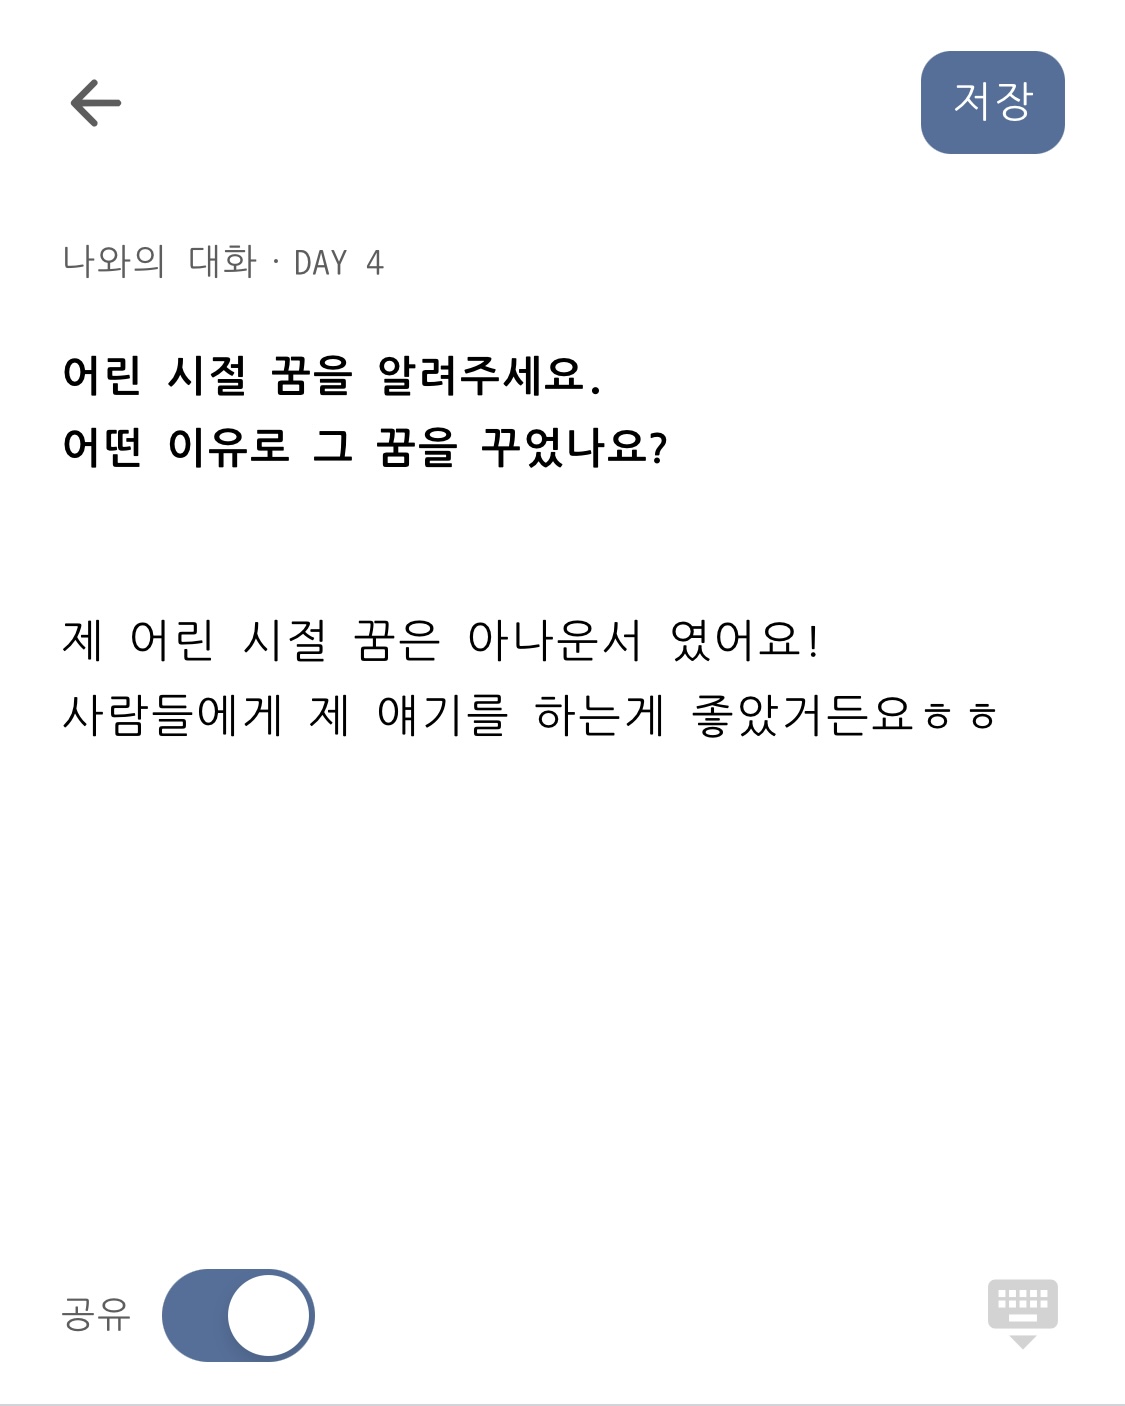 저장
나와의 대화 · DAY 4
어린 시절 꿈을 알려주세요.
어떤 이유로 그 꿈을 꾸었나요?
제 어린 시절 꿈은 아나운서 였어요!
사람들에게 제 얘기를 하는게 좋았거든요ㅎㅎ
공유